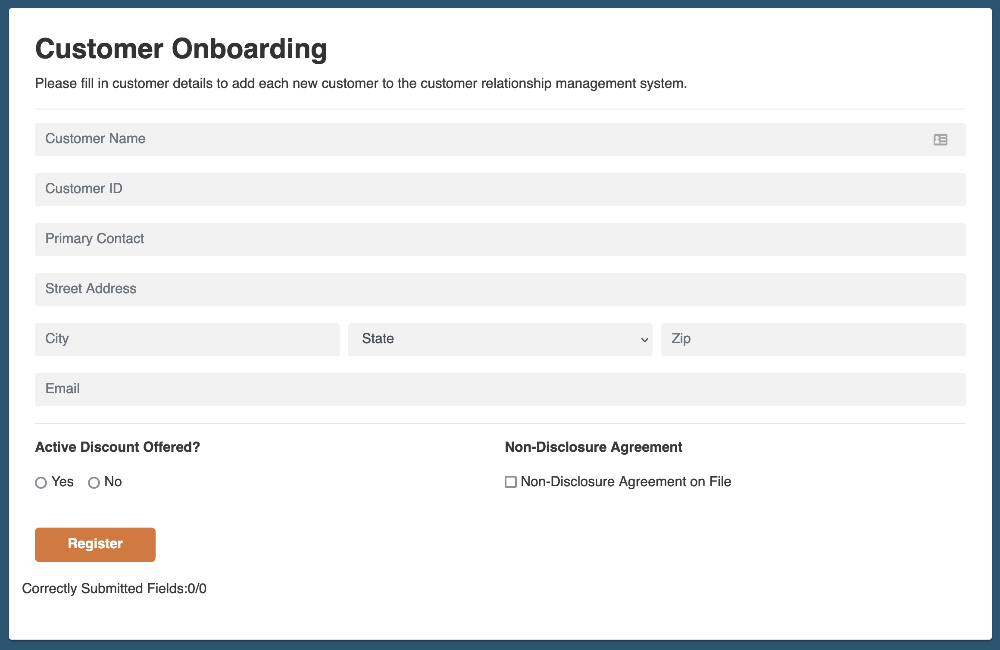 Customer Onboarding
Please fill in customer details to add each new customer to the customer relationship management system.
Customer Name
Customer ID
Primary Contact
Street Address
City State Zip
Email
Active Discount Offered? Non-Disclosure Agreement
Yes No Non-Disclosure Agreement on File
Register
Correctly Submitted Fields:0/0